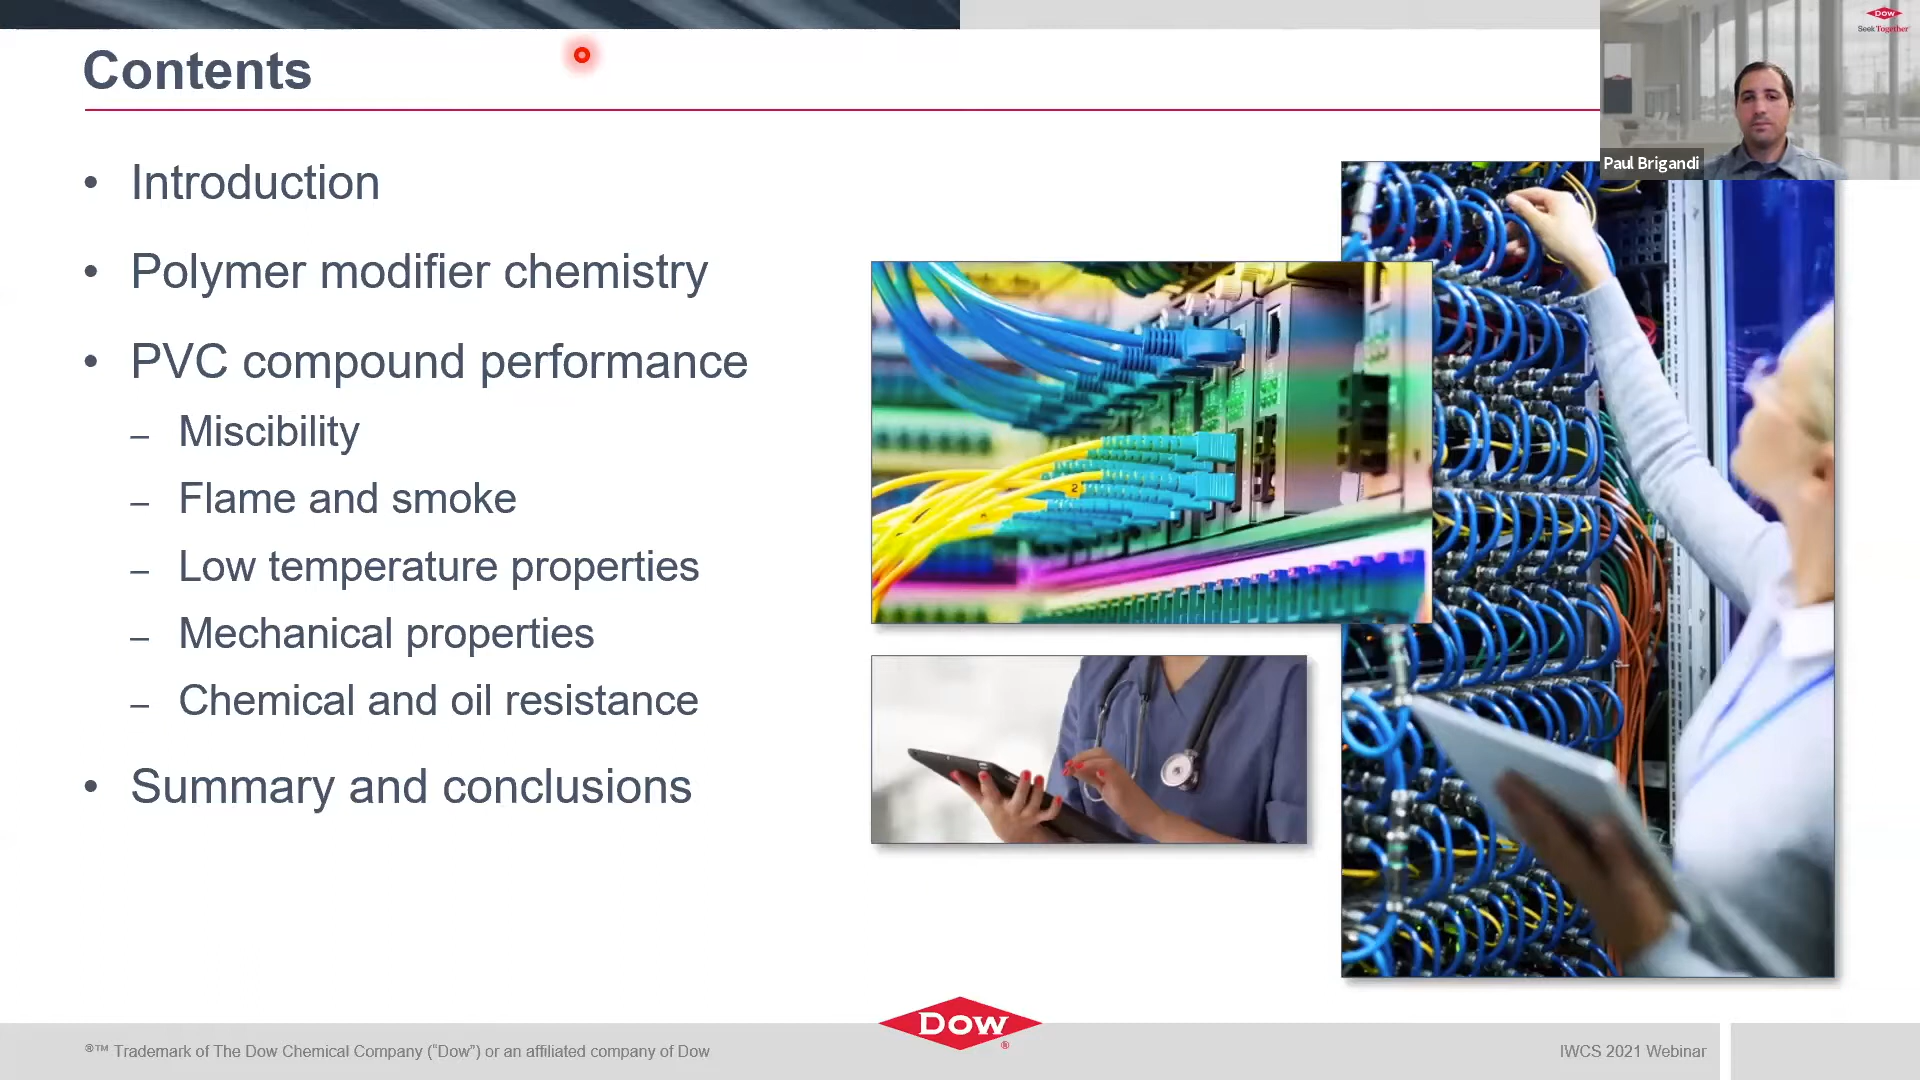 Contents
DOW
Seek Together
Paul Brigandi
• Introduction
• Polymer modifier chemistry
• PVC compound performance
– Miscibility
– Flame and smoke
– Low temperature properties
– Mechanical properties
– Chemical and oil resistance
• Summary and conclusions
2
DOW
®
®™ Trademark of The Dow Chemical Company (“Dow”) or an affiliated company of Dow
IWCS 2021 Webinar